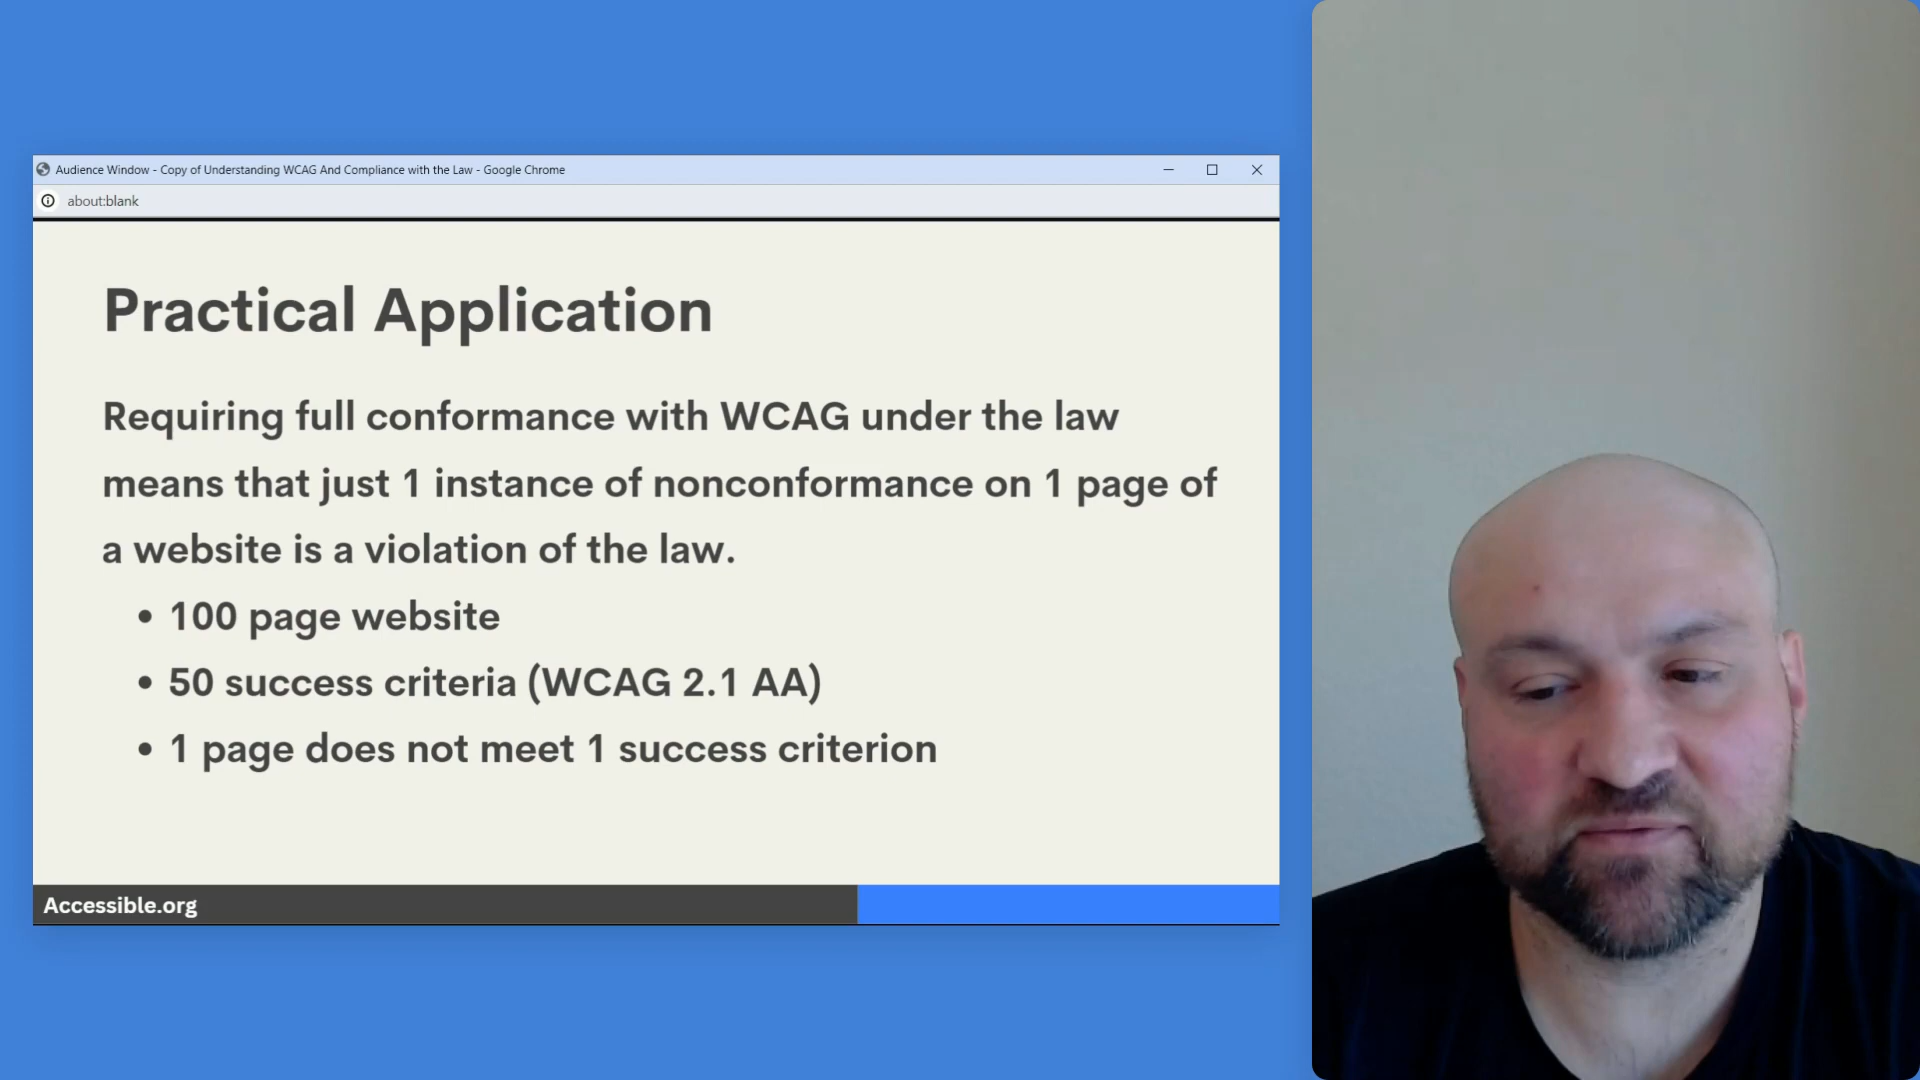 Audience Window - Copy of Understanding WCAG And Compliance with the Law - Google Chrome
about:blank
Practical Application
Requiring full conformance with WCAG under the law
means that just 1 instance of nonconformance on 1 page of
a website is a violation of the law.
• 100 page website
• 50 success criteria (WCAG 2.1 AA)
• 1 page does not meet 1 success criterion
Accessible.org